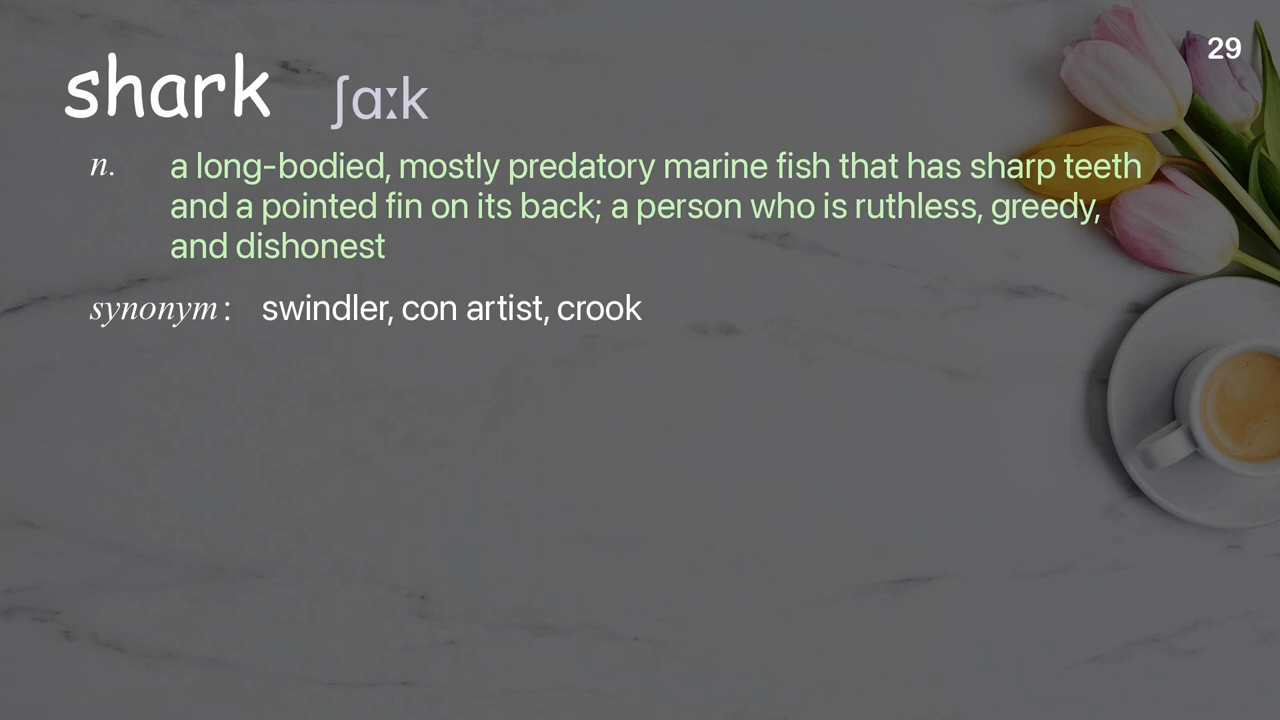 29
shark ʃɑːk
n. a long-bodied, mostly predatory marine fish that has sharp teeth
and a pointed fin on its back; a person who is ruthless, greedy,
and dishonest
synonym: swindler, con artist, crook